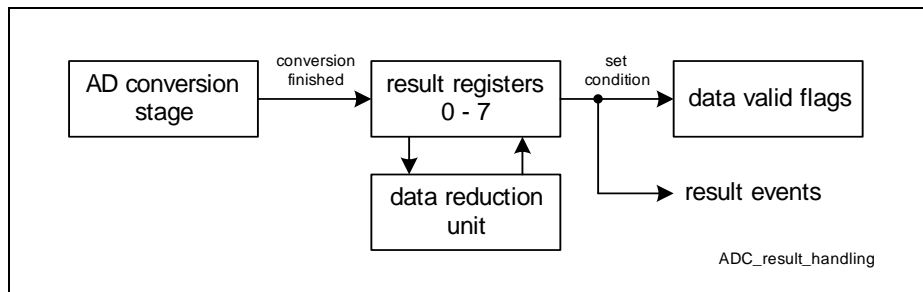 AD conversion
stage
conversion
finished
result registers
0 - 7
set
condition
data valid flags
data reduction
unit
result events
ADC_result_handling